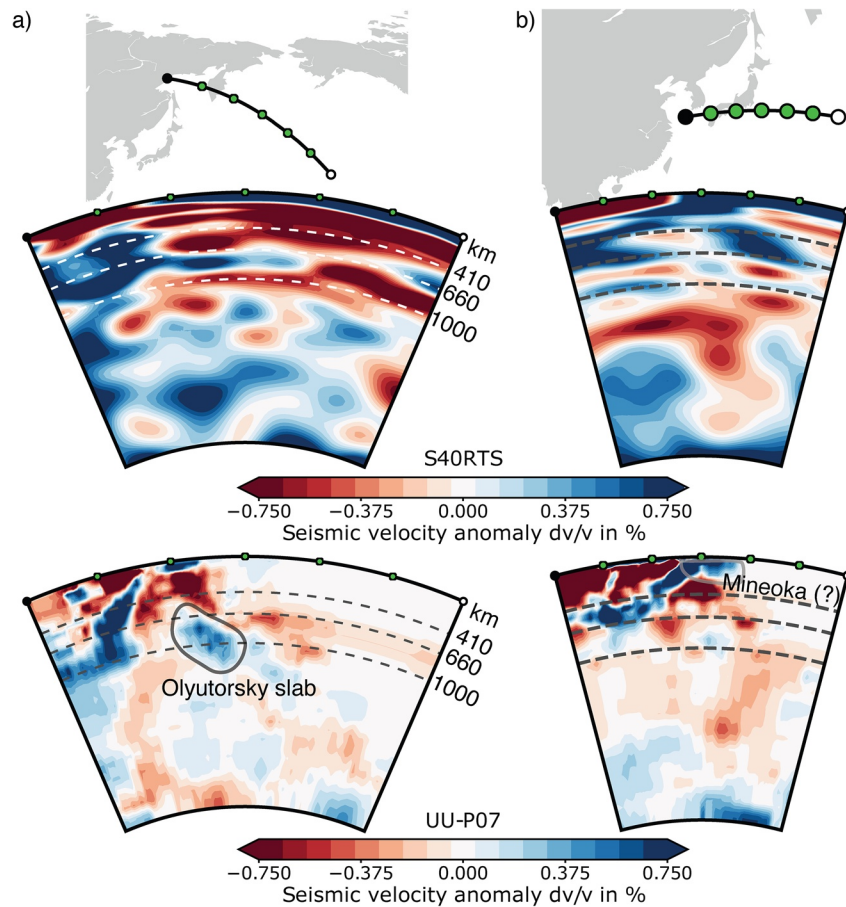 a)
b)
km
410
660
1000
S40RTS
−0.750 −0.375 0.000 0.375 0.750
Seismic velocity anomaly dv/v in %
Mineoka (?)
km
410
660
1000
Olyutorsky slab
UU-P07
−0.750 −0.375 0.000 0.375 0.750
Seismic velocity anomaly dv/v in %